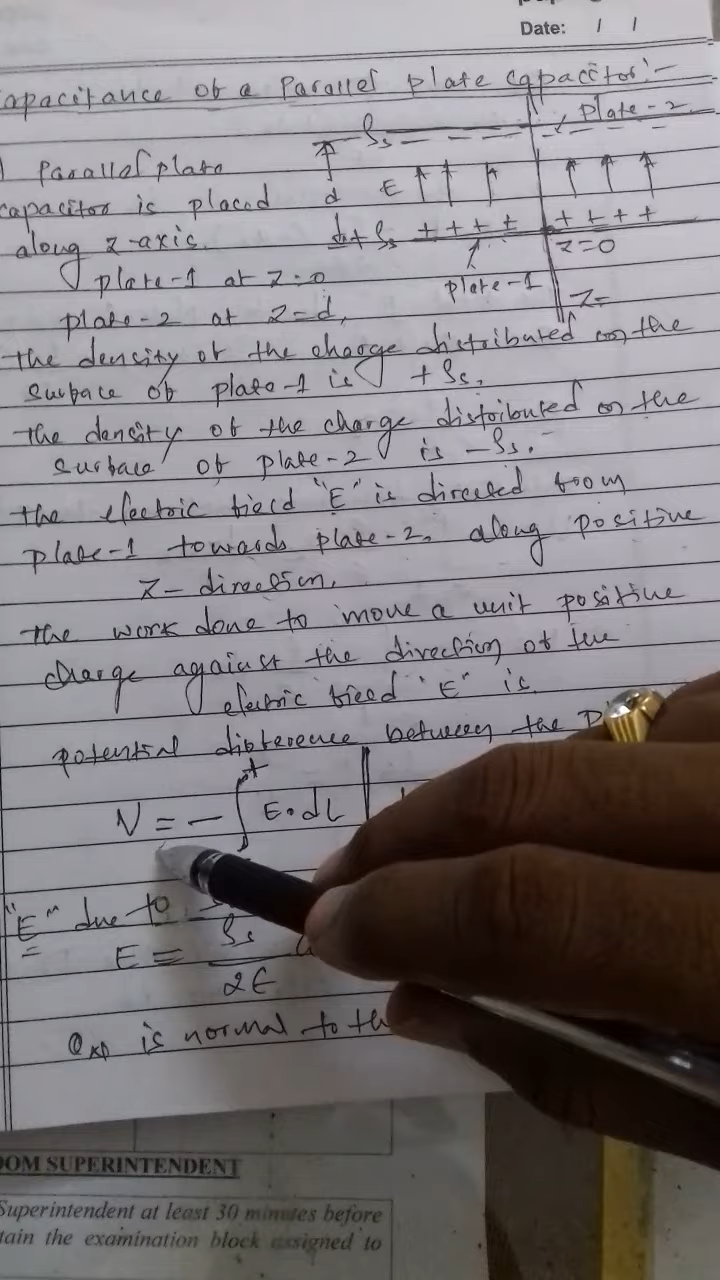 Date: / /
apacitance of a Parallel plate capacitor:-
Plate-2
ρs
Parallel plate
d E
capacitor is placed
+ρs + + + + + + + +
along z-axis.
z=0
plate-1 at z=0
plate-1
z=
plate-2 at z=d,
the density of the charge distributed on the
surface of plate-1 is +ρs.
the density of the charge distributed on the
surface of plate-2 is -ρs.
the electric field "E" is directed from
plate-1 towards plate-2, along positive
z-direction.
the work done to move a unit positive
charge against the direction of the
electric field "E" is
potential difference between the
V = - ∫ E. dL
"E" due to
E = ρs / 2ϵ
is normal to th
OOM SUPERINTENDENT
Superintendent at least 30 minutes before
tain the examination block assigned to